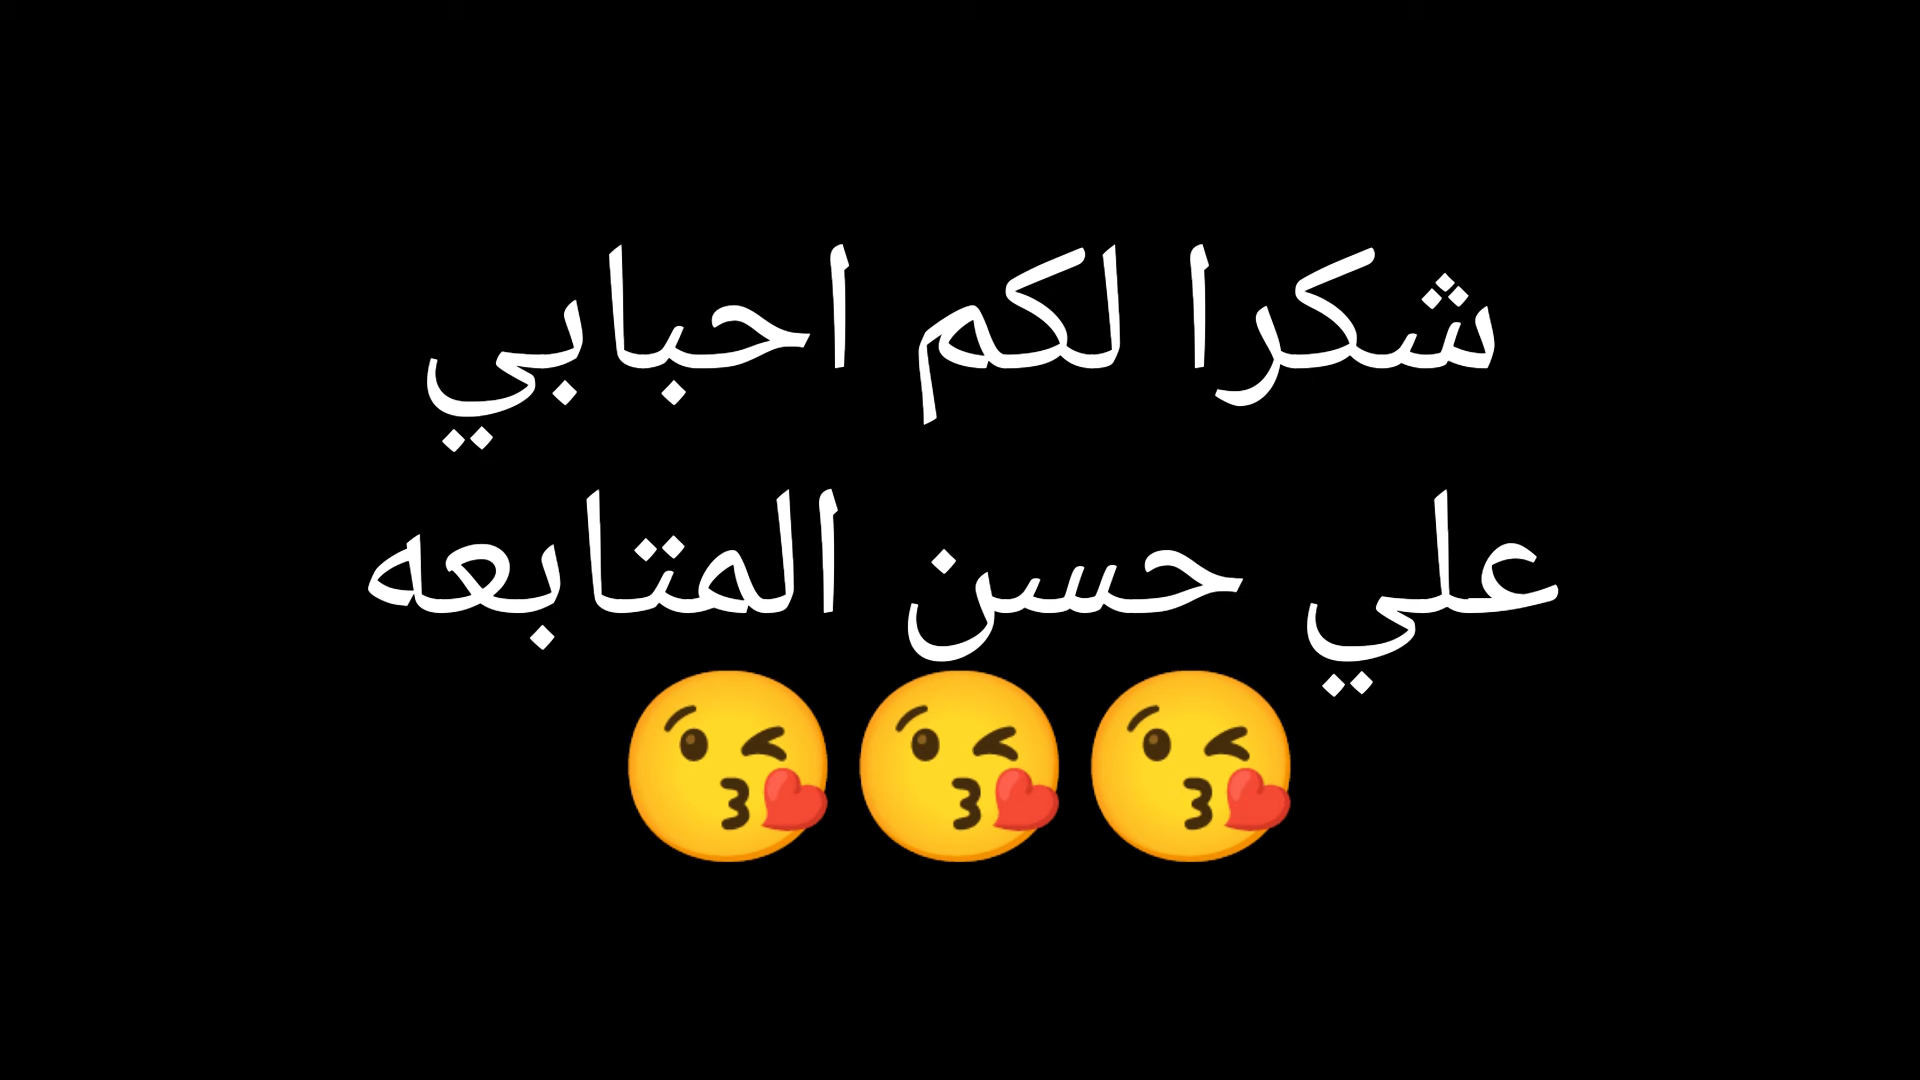 شكرا لكم احبابي
علي حسن المتابعه
😘😘😘